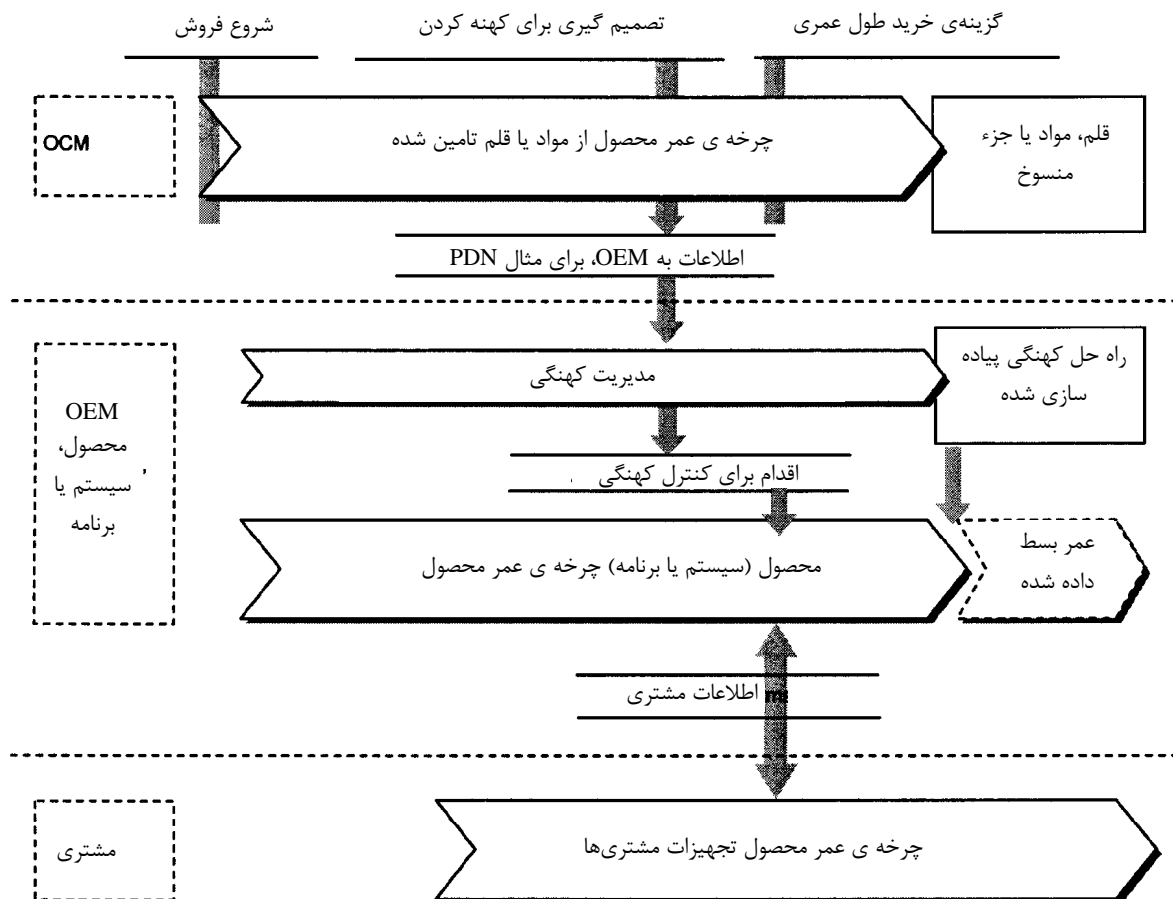 گزینه‌ی خرید طول عمری
تصمیم گیری برای کهنه کردن
شروع فروش
OCM
چرخه ی عمر محصول از مواد یا قلم تامین شده
قلم، مواد یا جزء
منسوخ
اطلاعات به OEM، برای مثال PDN
OEM
محصول،
سیستم یا
برنامه
مدیریت کهنگی
راه حل کهنگی پیاده
سازی شده
اقدام برای کنترل کهنگی
محصول (سیستم یا برنامه) چرخه ی عمر محصول
عمر بسط
داده شده
اطلاعات مشتری
مشتری
چرخه ی عمر محصول تجهیزات مشتری‌ها